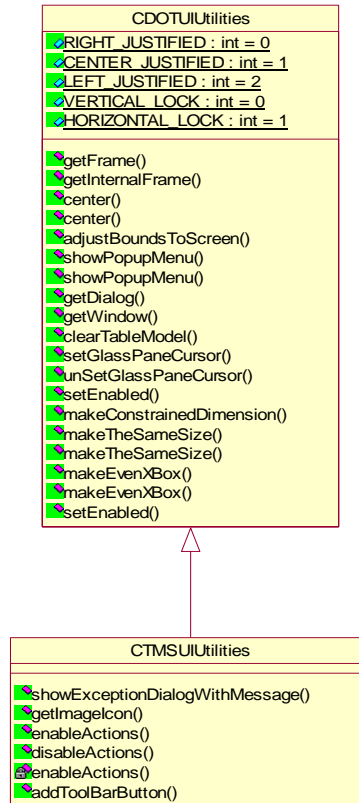 CDOTUIUtilities
RIGHT_JUSTIFIED : int = 0
CENTER_JUSTIFIED : int = 1
LEFT_JUSTIFIED : int = 2
VERTICAL_LOCK : int = 0
HORIZONTAL_LOCK : int = 1
getFrame()
getInternalFrame()
center()
center()
adjustBoundsToScreen()
showPopupMenu()
showPopupMenu()
getDialog()
getWindow()
clearTableModel()
setGlassPaneCursor()
unSetGlassPaneCursor()
setEnabled()
makeConstrainedDimension()
makeTheSameSize()
makeTheSameSize()
makeEvenXBox()
makeEvenXBox()
setEnabled()
CTMSUIUtilities
showExceptionDialogWithMessage()
getImageIcon()
enableActions()
disableActions()
enableActions()
addToolBarButton()